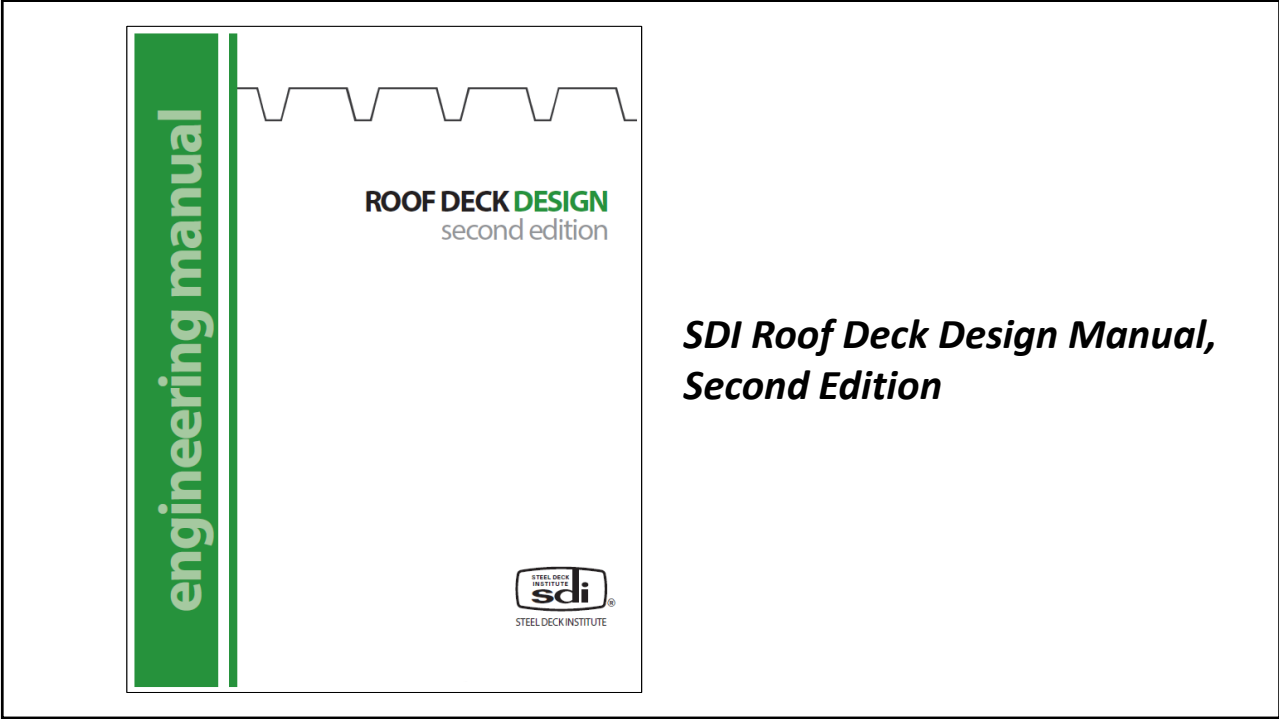 engineering manual
ROOF DECK DESIGN
second edition
STEEL DECK
INSTITUTE
sdi
®
STEEL DECK INSTITUTE
SDI Roof Deck Design Manual,
Second Edition